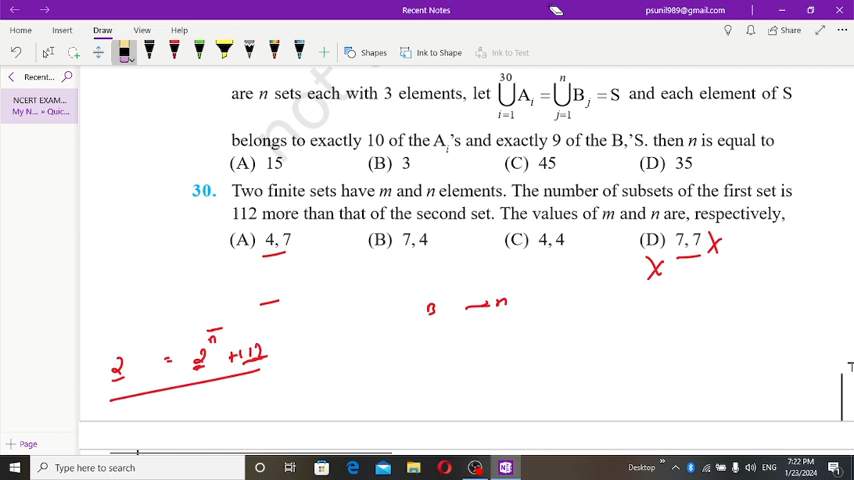 Recent Notes
psunil989@gmail.com
Home Insert Draw View Help
Share
Shapes Ink to Shape Ink to Text
Recent...
NCERT EXAM...
My N... » Quic...
not
are n sets each with 3 elements, let ⋃_{i=1}^{30} A_i = ⋃_{j=1}^{n} B_j = S and each element of S
belongs to exactly 10 of the A_i's and exactly 9 of the B,'S. then n is equal to
(A) 15 (B) 3 (C) 45 (D) 35
30. Two finite sets have m and n elements. The number of subsets of the first set is
112 more than that of the second set. The values of m and n are, respectively,
(A) 4, 7 (B) 7, 4 (C) 4, 4 (D) 7, 7 X
X
B → n
2 = 2^n + 112
T
+ Page
Type here to search
Desktop
ENG
7:22 PM
1/23/2024